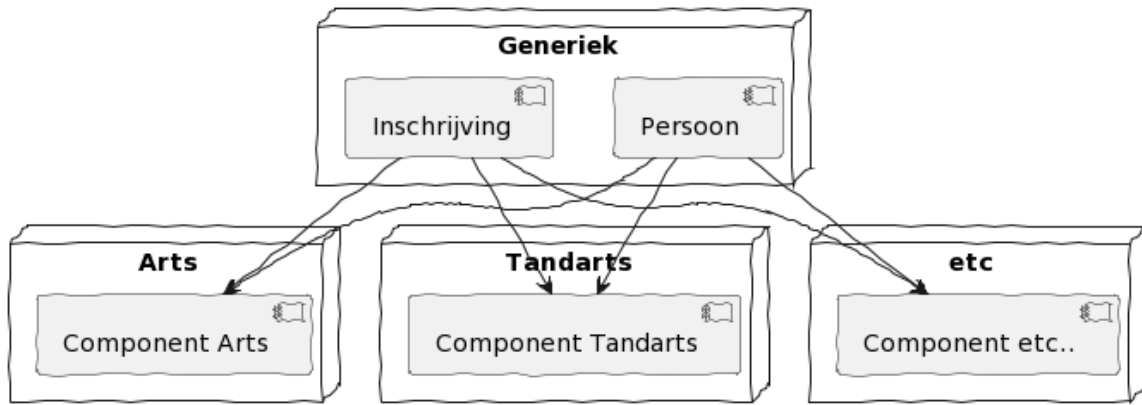 Generiek
Inschrijving
Persoon
Arts
Tandarts
etc
Component Arts
Component Tandarts
Component etc..